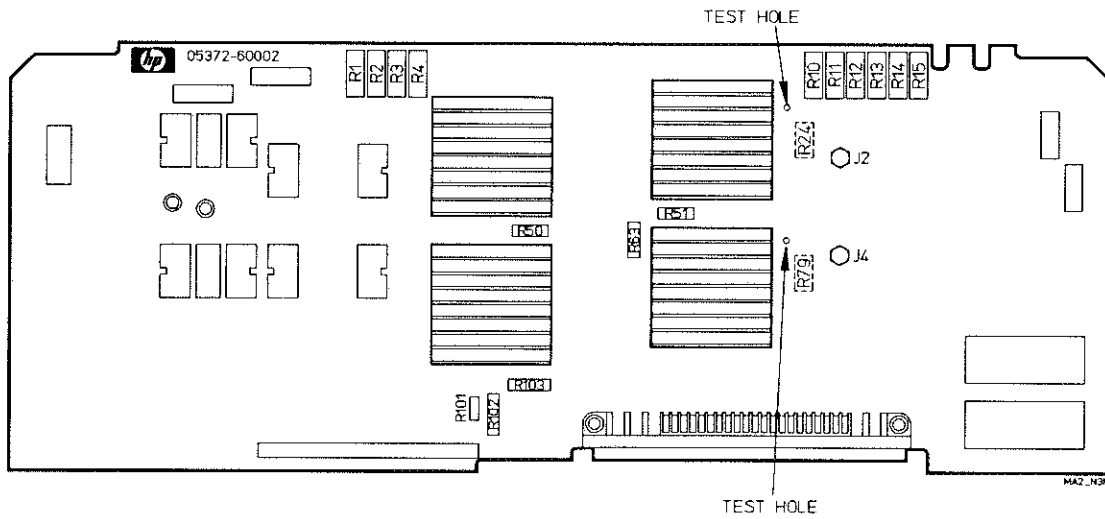 TEST HOLE
hp 05372-60002
R1
R2
R3
R4
R10
R11
R12
R13
R14
R15
R24
J2
R51
R50
R63
R79
J4
R103
R101
R102
TEST HOLE